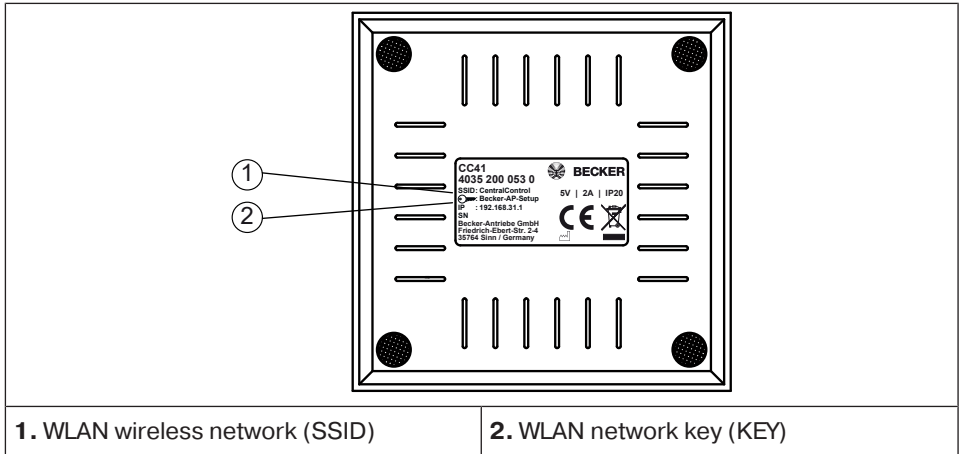 1
2
CC41
4035 200 053 0
SSID: CentralControl
: Becker-AP-Setup
IP : 192.168.31.1
SN
Becker-Antriebe GmbH
Friedrich-Ebert-Str. 2-4
35764 Sinn / Germany
BECKER
5V | 2A | IP20
CE
1. WLAN wireless network (SSID)
2. WLAN network key (KEY)